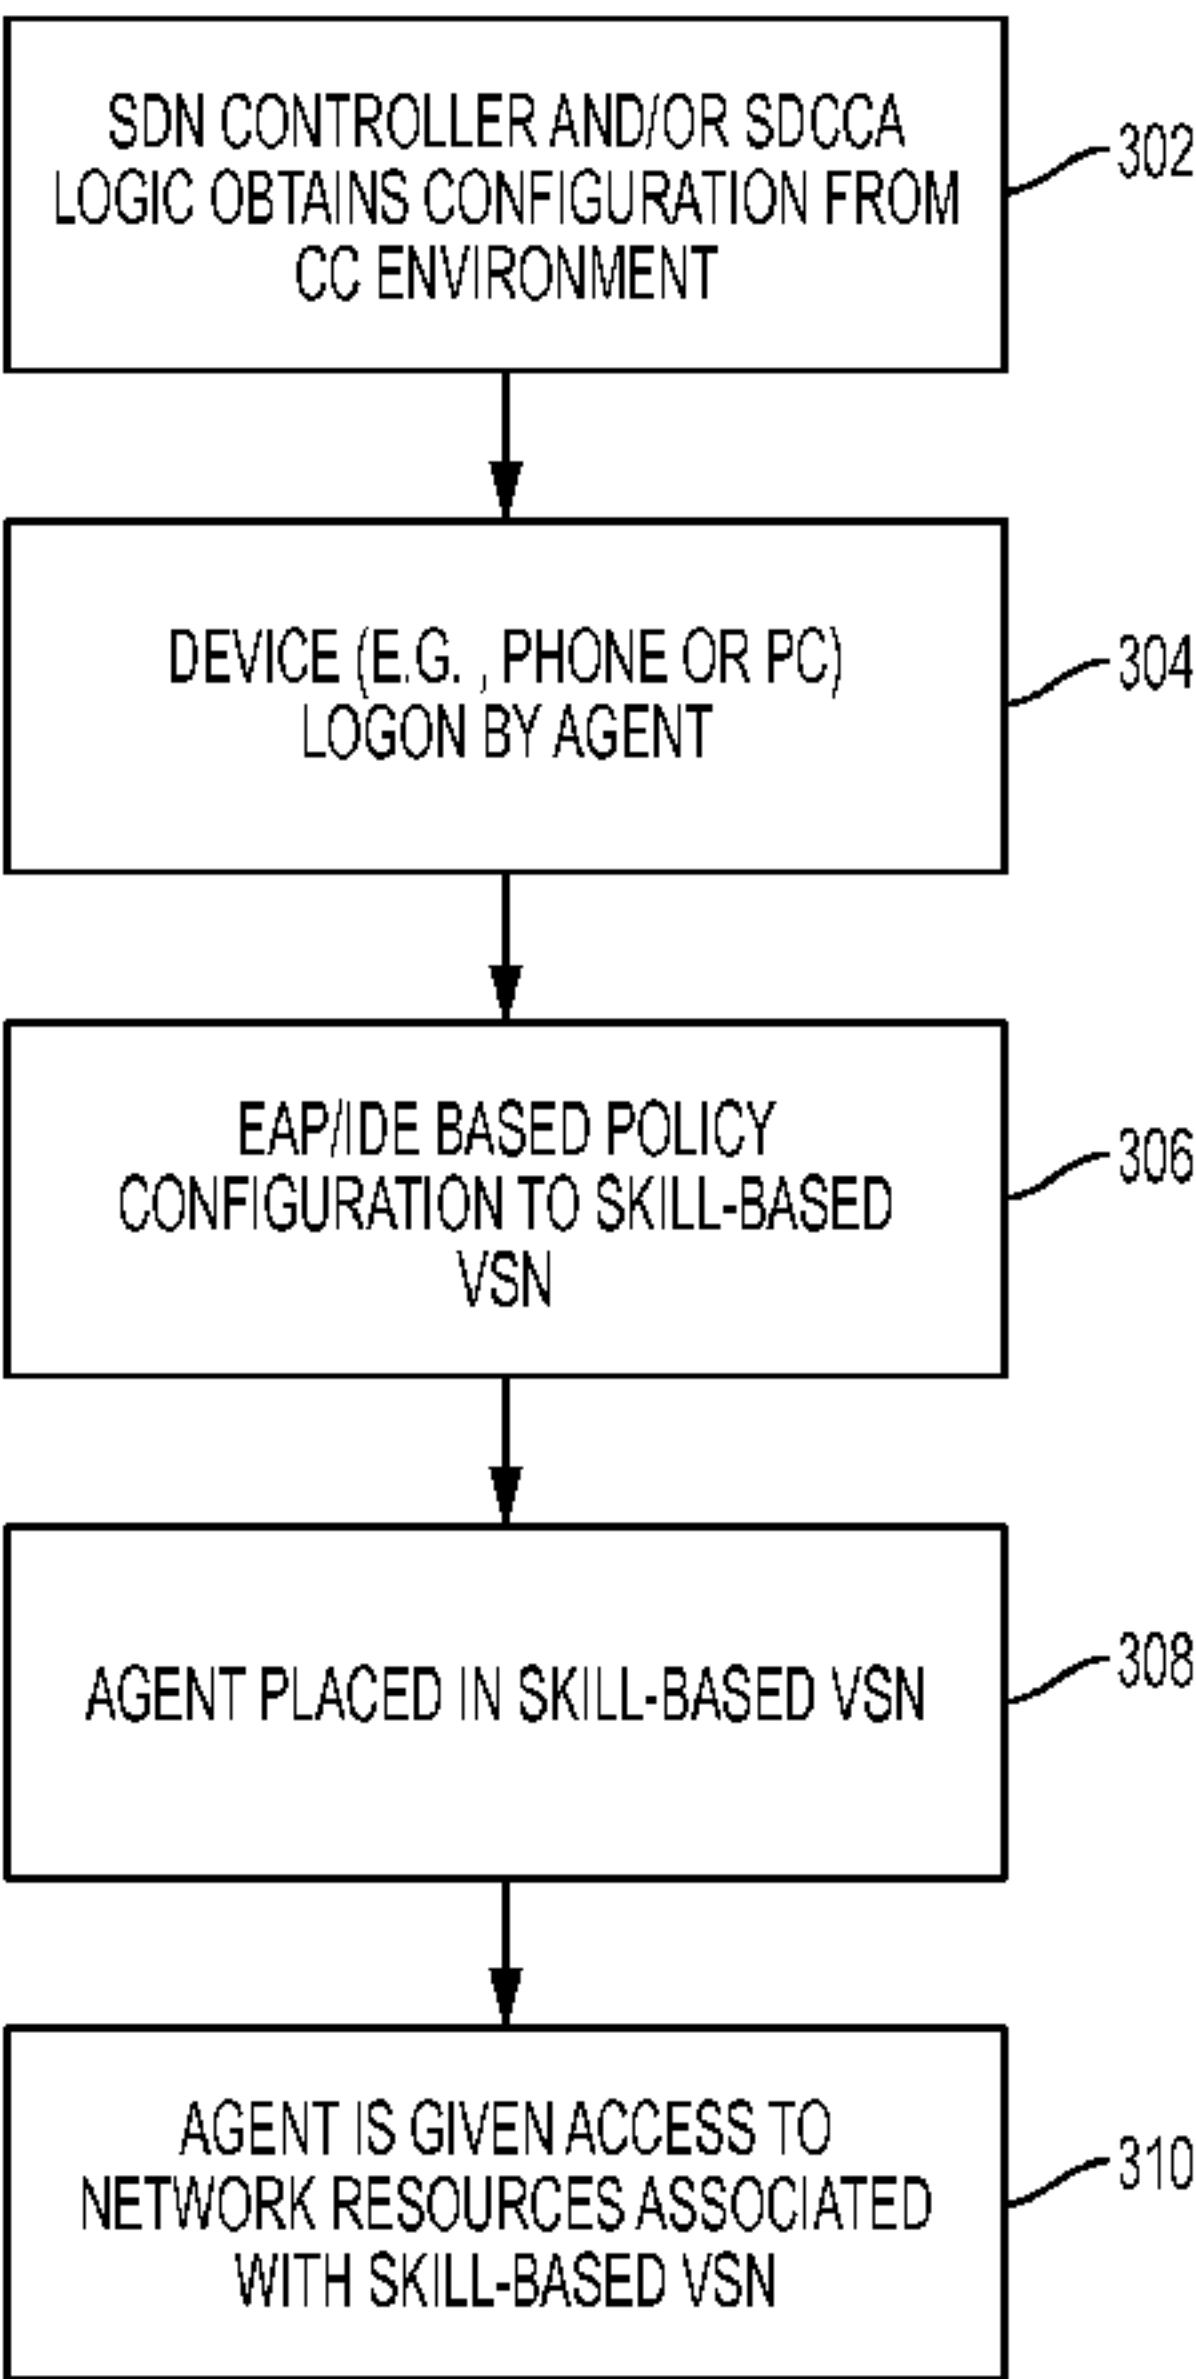 SDN CONTROLLER AND/OR SDCCA
LOGIC OBTAINS CONFIGURATION FROM
CC ENVIRONMENT
302
DEVICE (E.G. , PHONE OR PC)
LOGON BY AGENT
304
EAP/IDE BASED POLICY
CONFIGURATION TO SKILL-BASED
VSN
306
AGENT PLACED IN SKILL-BASED VSN
308
AGENT IS GIVEN ACCESS TO
NETWORK RESOURCES ASSOCIATED
WITH SKILL-BASED VSN
310